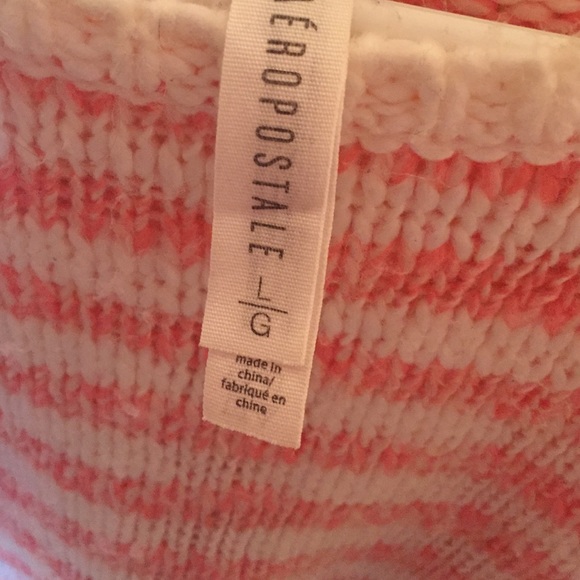 AÉROPOSTALE
L
G
made in
china/
fabriqué en
chine